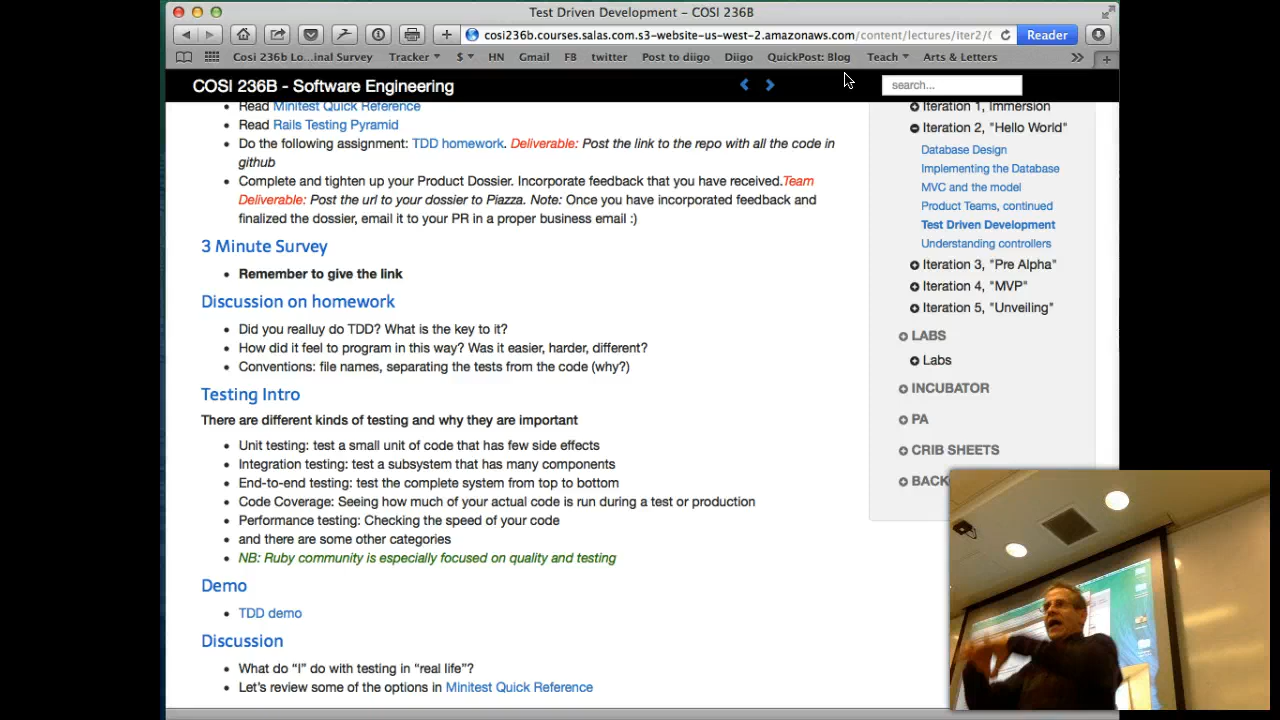 Test Driven Development – COSI 236B
cosi236b.courses.salas.com.s3-website-us-west-2.amazonaws.com/content/lectures/iter2/0
Reader
Cosi 236b Lo...inal Survey Tracker $ HN Gmail FB twitter Post to diigo Diigo QuickPost: Blog Teach Arts & Letters
COSI 236B - Software Engineering
search...
Read Minitest Quick Reference
Read Rails Testing Pyramid
Do the following assignment: TDD homework. Deliverable: Post the link to the repo with all the code in
github
Complete and tighten up your Product Dossier. Incorporate feedback that you have received.Team
Deliverable: Post the url to your dossier to Piazza. Note: Once you have incorporated feedback and
finalized the dossier, email it to your PR in a proper business email :)
3 Minute Survey
Remember to give the link
Discussion on homework
Did you realluy do TDD? What is the key to it?
How did it feel to program in this way? Was it easier, harder, different?
Conventions: file names, separating the tests from the code (why?)
Testing Intro
There are different kinds of testing and why they are important
Unit testing: test a small unit of code that has few side effects
Integration testing: test a subsystem that has many components
End-to-end testing: test the complete system from top to bottom
Code Coverage: Seeing how much of your actual code is run during a test or production
Performance testing: Checking the speed of your code
and there are some other categories
NB: Ruby community is especially focused on quality and testing
Demo
TDD demo
Discussion
What do “I” do with testing in “real life”?
Let’s review some of the options in Minitest Quick Reference
Iteration 1, Immersion
Iteration 2, "Hello World"
Database Design
Implementing the Database
MVC and the model
Product Teams, continued
Test Driven Development
Understanding controllers
Iteration 3, "Pre Alpha"
Iteration 4, "MVP"
Iteration 5, "Unveiling"
LABS
Labs
INCUBATOR
PA
CRIB SHEETS
BACK